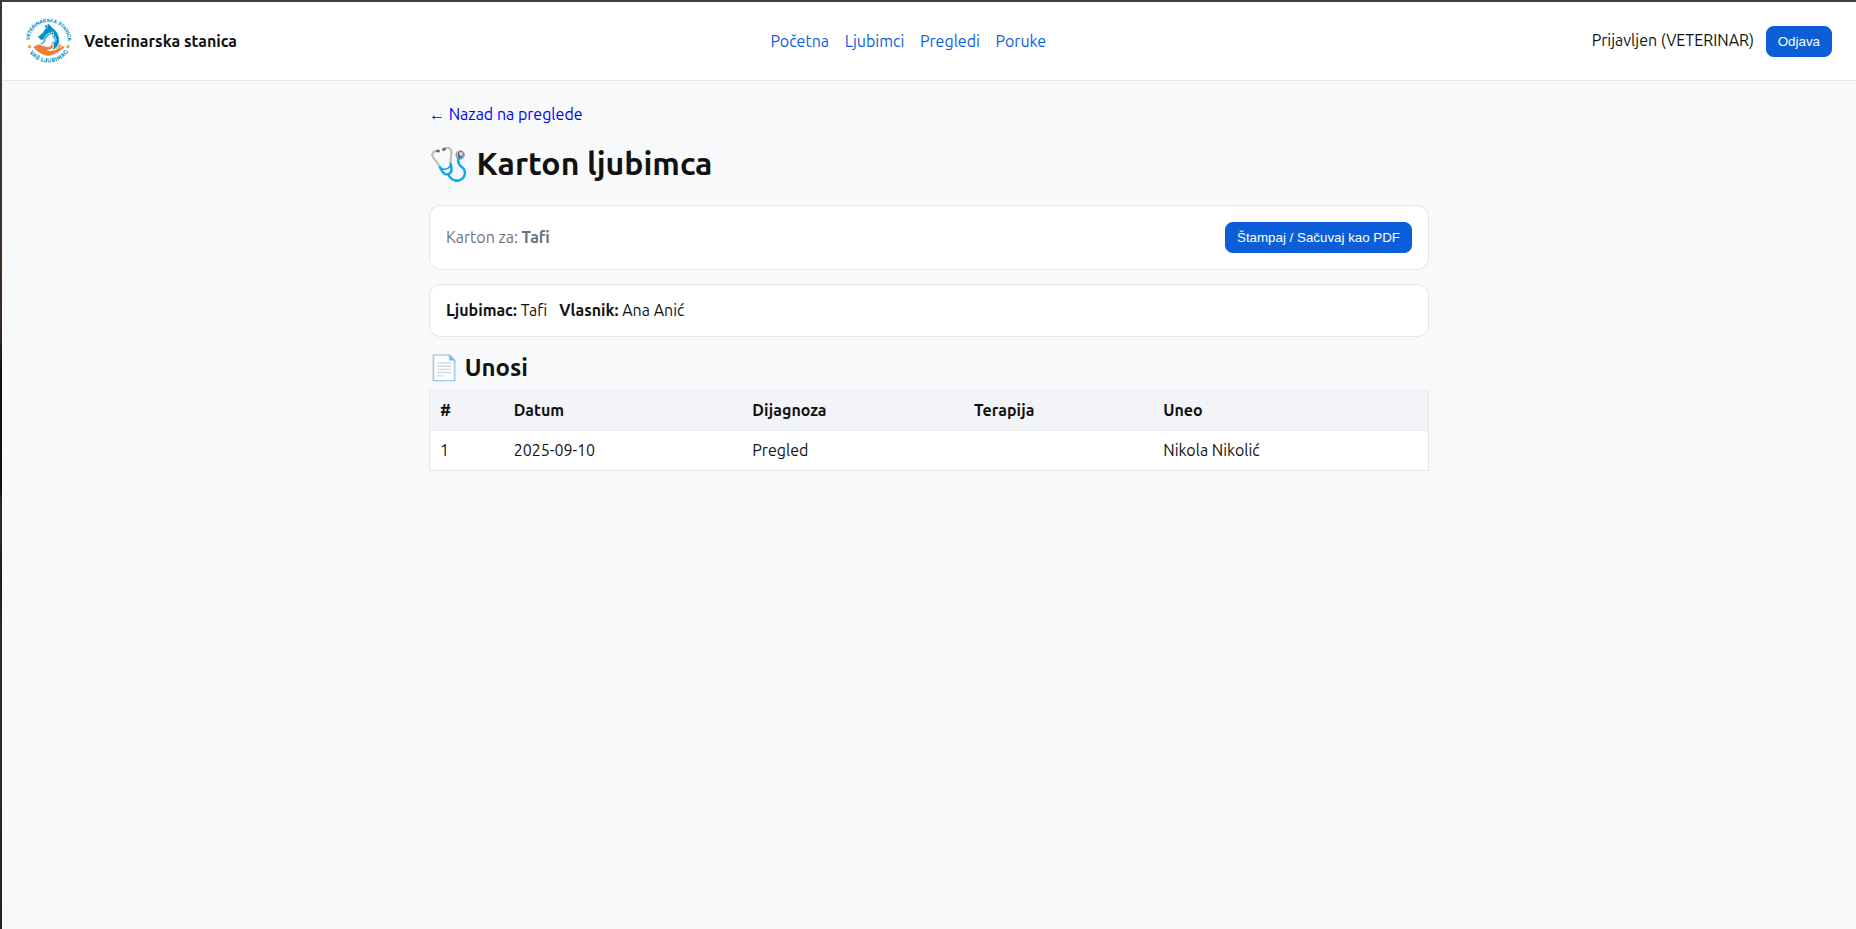 VETERINARSKA STANICA
VAŠ LJUBIMAC
Veterinarska stanica
Početna Ljubimci Pregledi Poruke
Prijavljen (VETERINAR) Odjava
← Nazad na preglede
Karton ljubimca
Karton za: Tafi
Štampaj / Sačuvaj kao PDF
Ljubimac: Tafi Vlasnik: Ana Anić
Unosi
# Datum Dijagnoza Terapija Uneo
1 2025-09-10 Pregled Nikola Nikolić